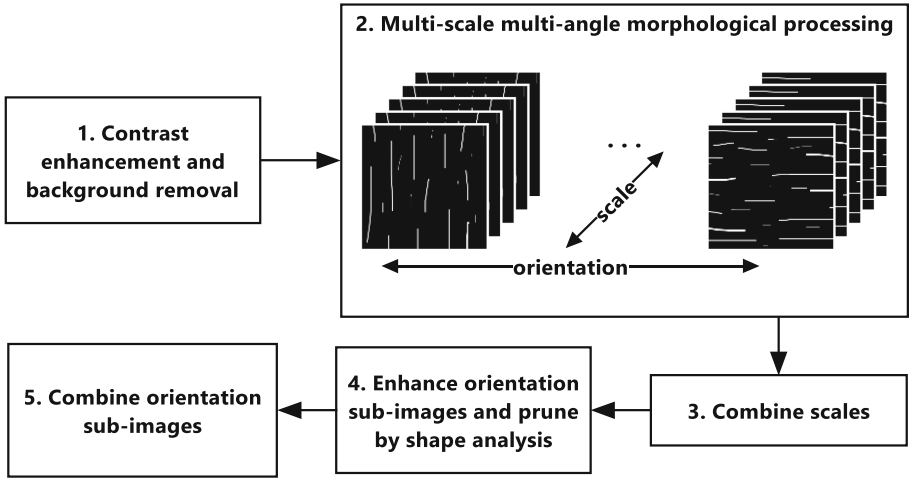 2. Multi-scale multi-angle morphological processing
1. Contrast
enhancement and
background removal
...
scale
orientation
5. Combine orientation
sub-images
4. Enhance orientation
sub-images and prune
by shape analysis
3. Combine scales